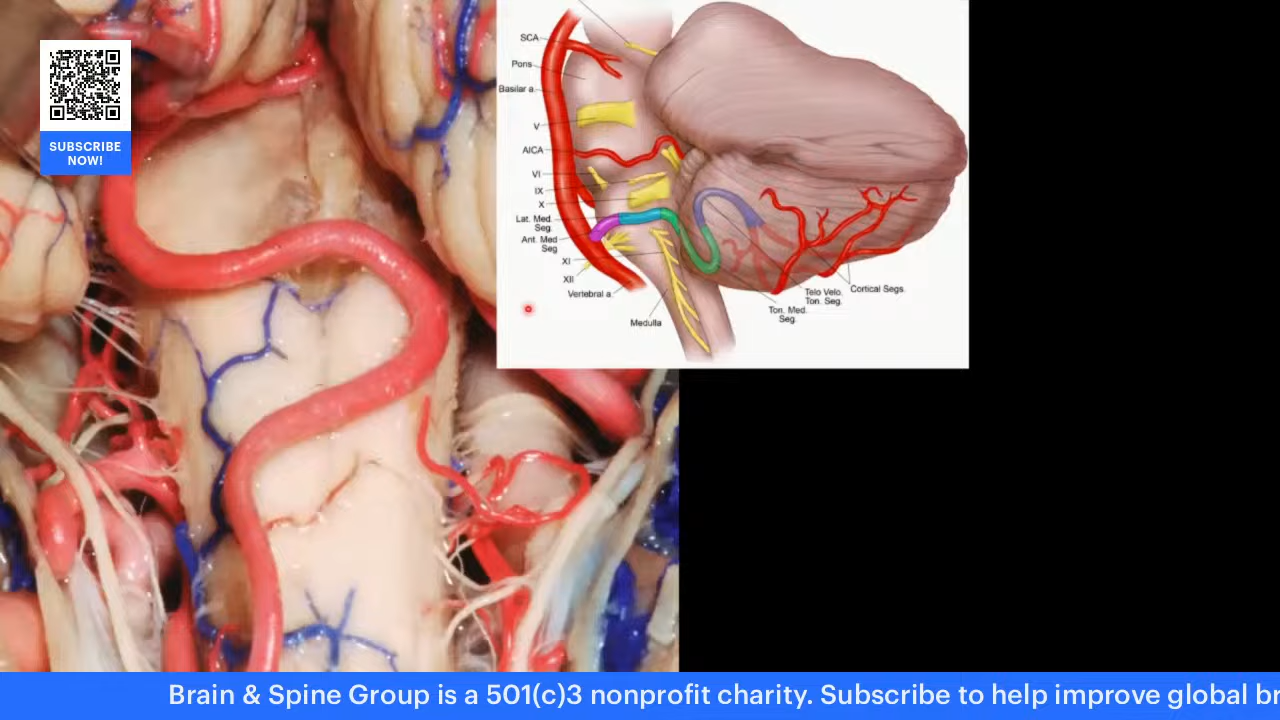 SUBSCRIBE
NOW!
SCA
Pons
Basilar a.
V
AICA
VI
IX
X
Lat. Med.
Seg.
Ant. Med
Seg
XI
XII
Vertebral a.
Medulla
Telo Velo.
Ton. Seg.
Cortical Segs.
Ton. Med.
Seg.
Brain & Spine Group is a 501(c)3 nonprofit charity. Subscribe to help improve global br